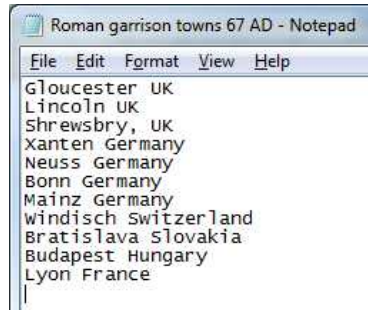 Roman garrison towns 67 AD - Notepad
File Edit Format View Help
Gloucester UK
Lincoln UK
Shrewsbry, UK
Xanten Germany
Neuss Germany
Bonn Germany
Mainz Germany
Windisch Switzerland
Bratislava Slovakia
Budapest Hungary
Lyon France